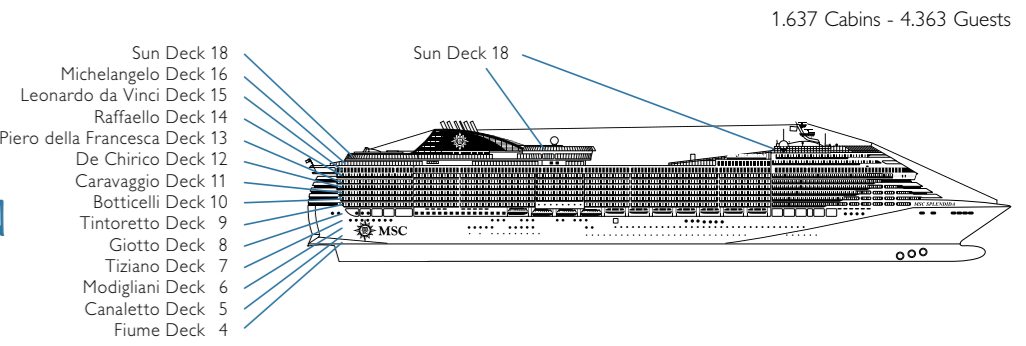 1.637 Cabins - 4.363 Guests
Sun Deck 18
Sun Deck 18
Michelangelo Deck 16
Leonardo da Vinci Deck 15
Raffaello Deck 14
Piero della Francesca Deck 13
De Chirico Deck 12
Caravaggio Deck 11
Botticelli Deck 10
Tintoretto Deck 9
Giotto Deck 8
Tiziano Deck 7
Modigliani Deck 6
Canaletto Deck 5
Fiume Deck 4
MSC SPLENDIDA
MSC